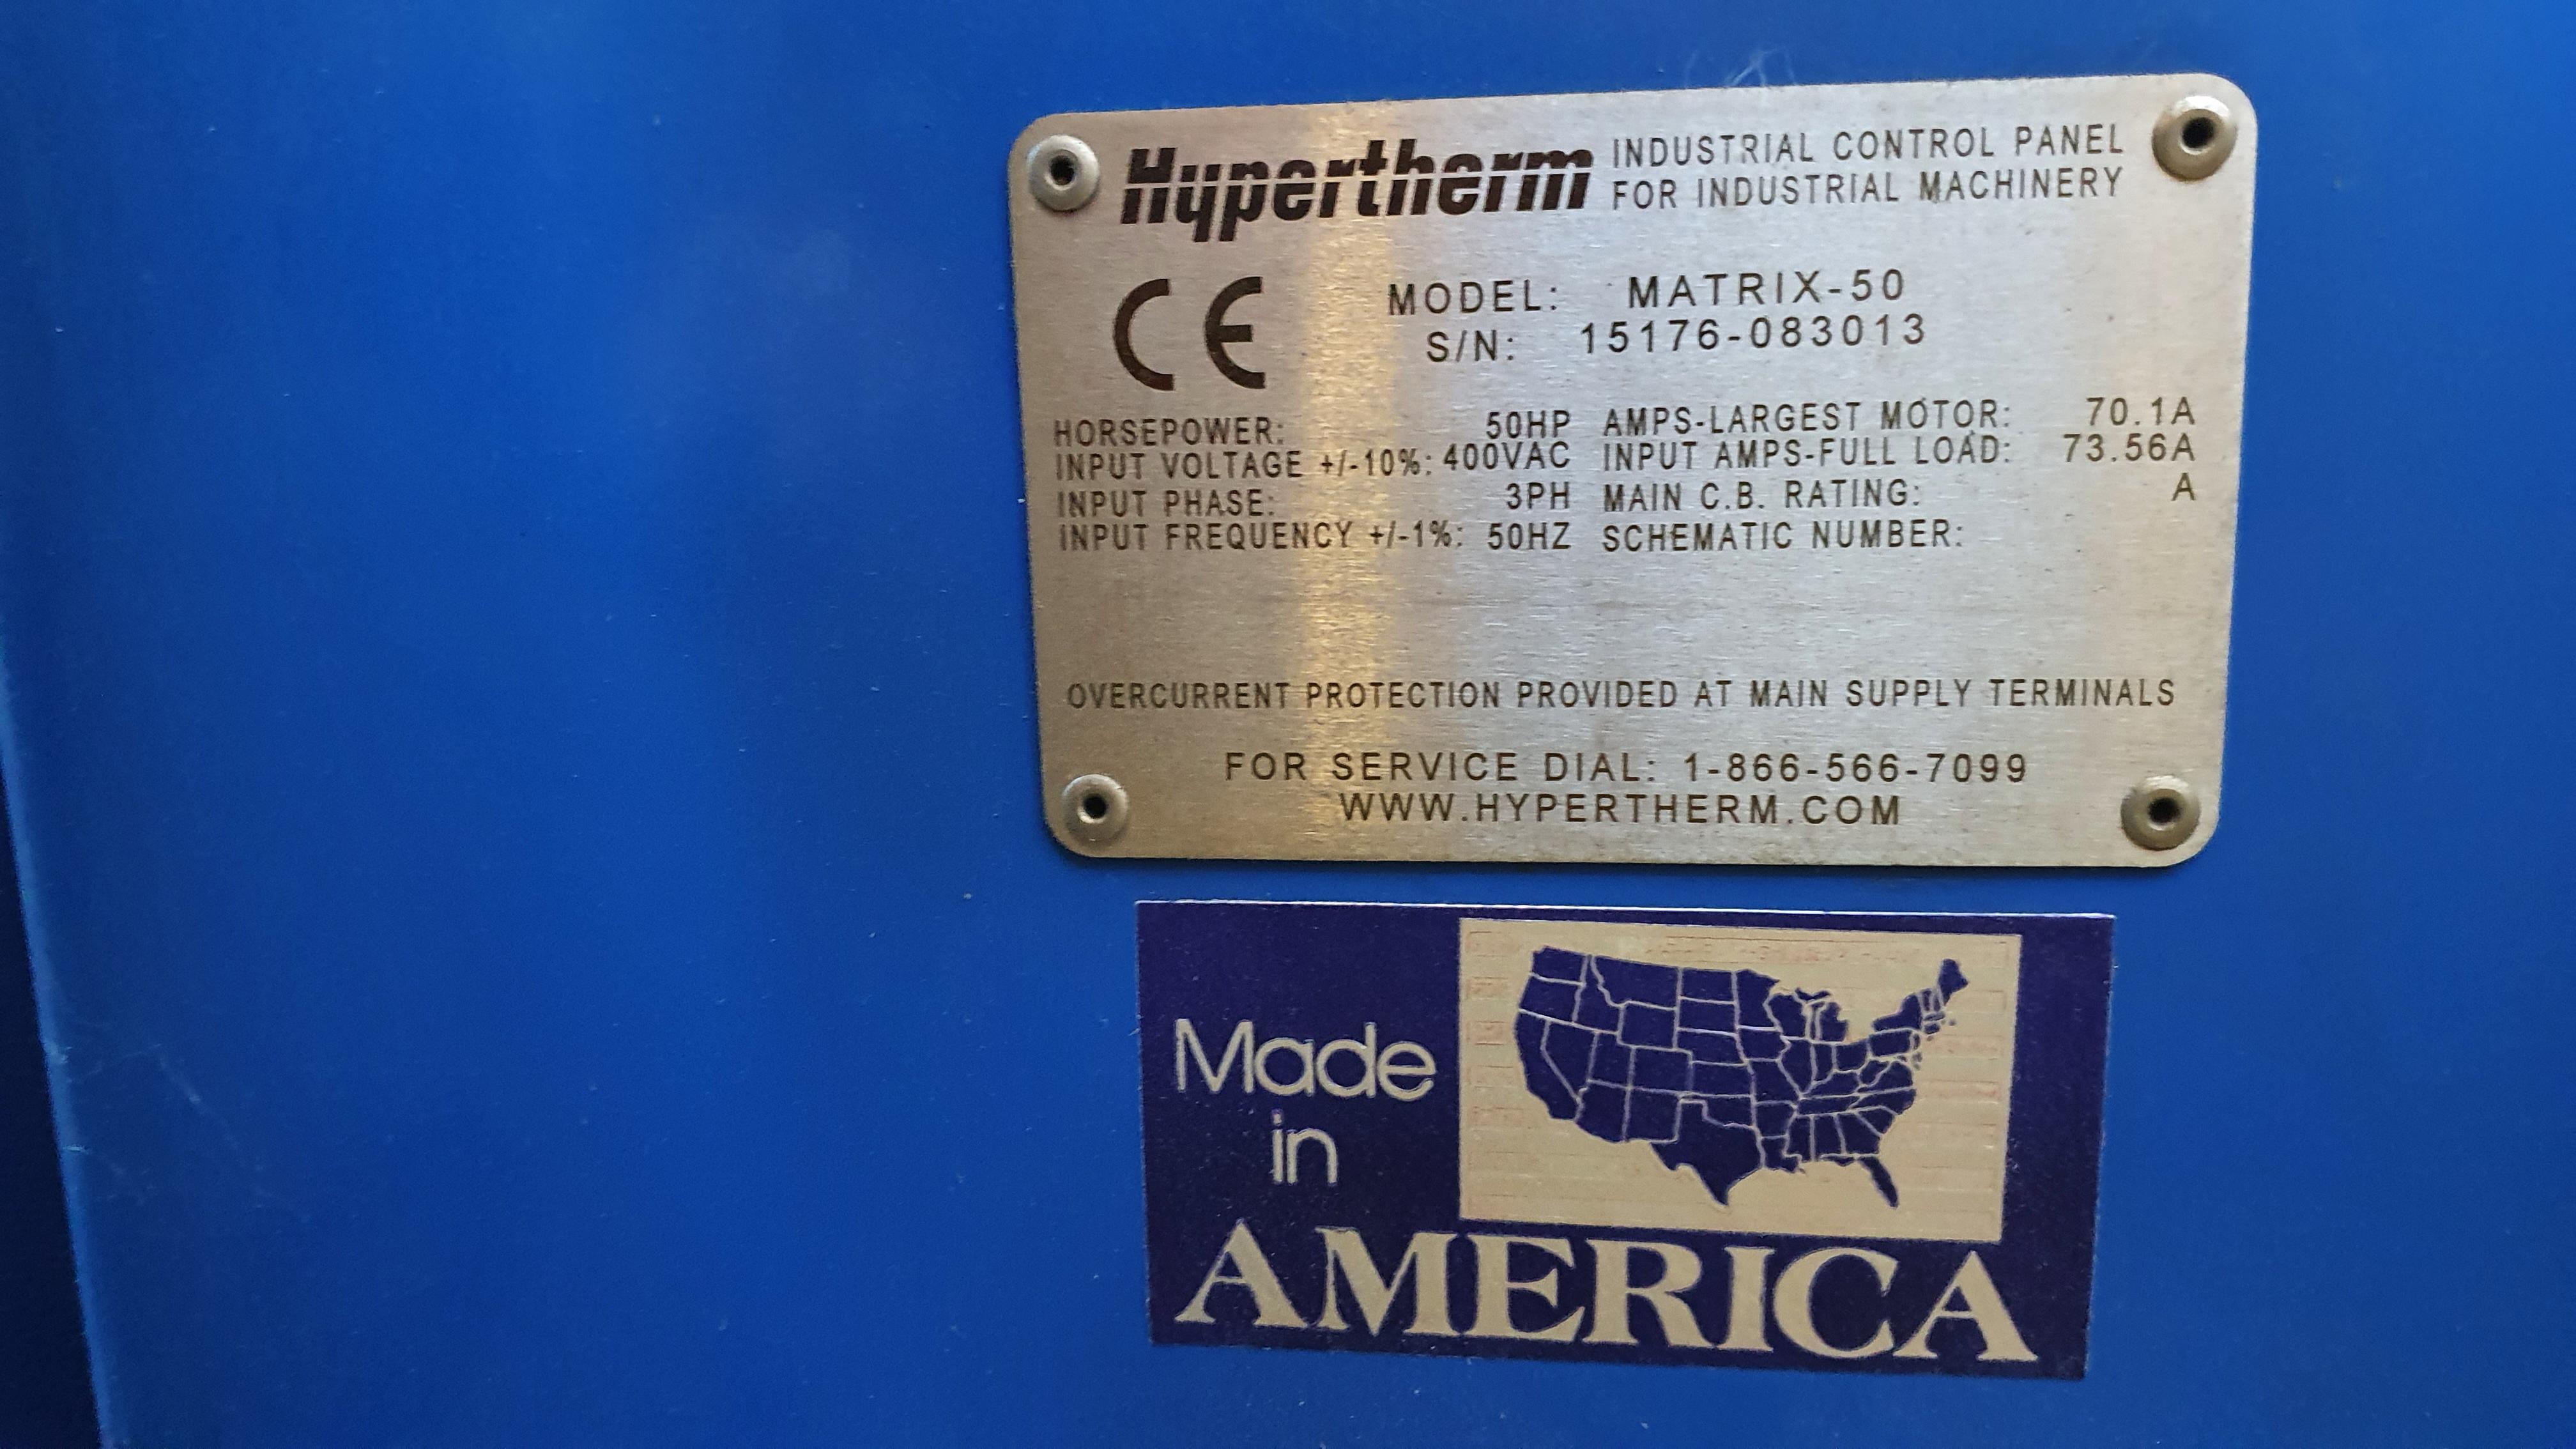 Hypertherm INDUSTRIAL CONTROL PANEL
FOR INDUSTRIAL MACHINERY
CE
MODEL: MATRIX-50
S/N: 15176-083013
HORSEPOWER: 50HP AMPS-LARGEST MOTOR: 70.1A
INPUT VOLTAGE +/-10%: 400VAC INPUT AMPS-FULL LOAD: 73.56A
INPUT PHASE: 3PH MAIN C.B. RATING: A
INPUT FREQUENCY +/-1%: 50HZ SCHEMATIC NUMBER:
OVERCURRENT PROTECTION PROVIDED AT MAIN SUPPLY TERMINALS
FOR SERVICE DIAL: 1-866-566-7099
WWW.HYPERTHERM.COM
Made
in
AMERICA